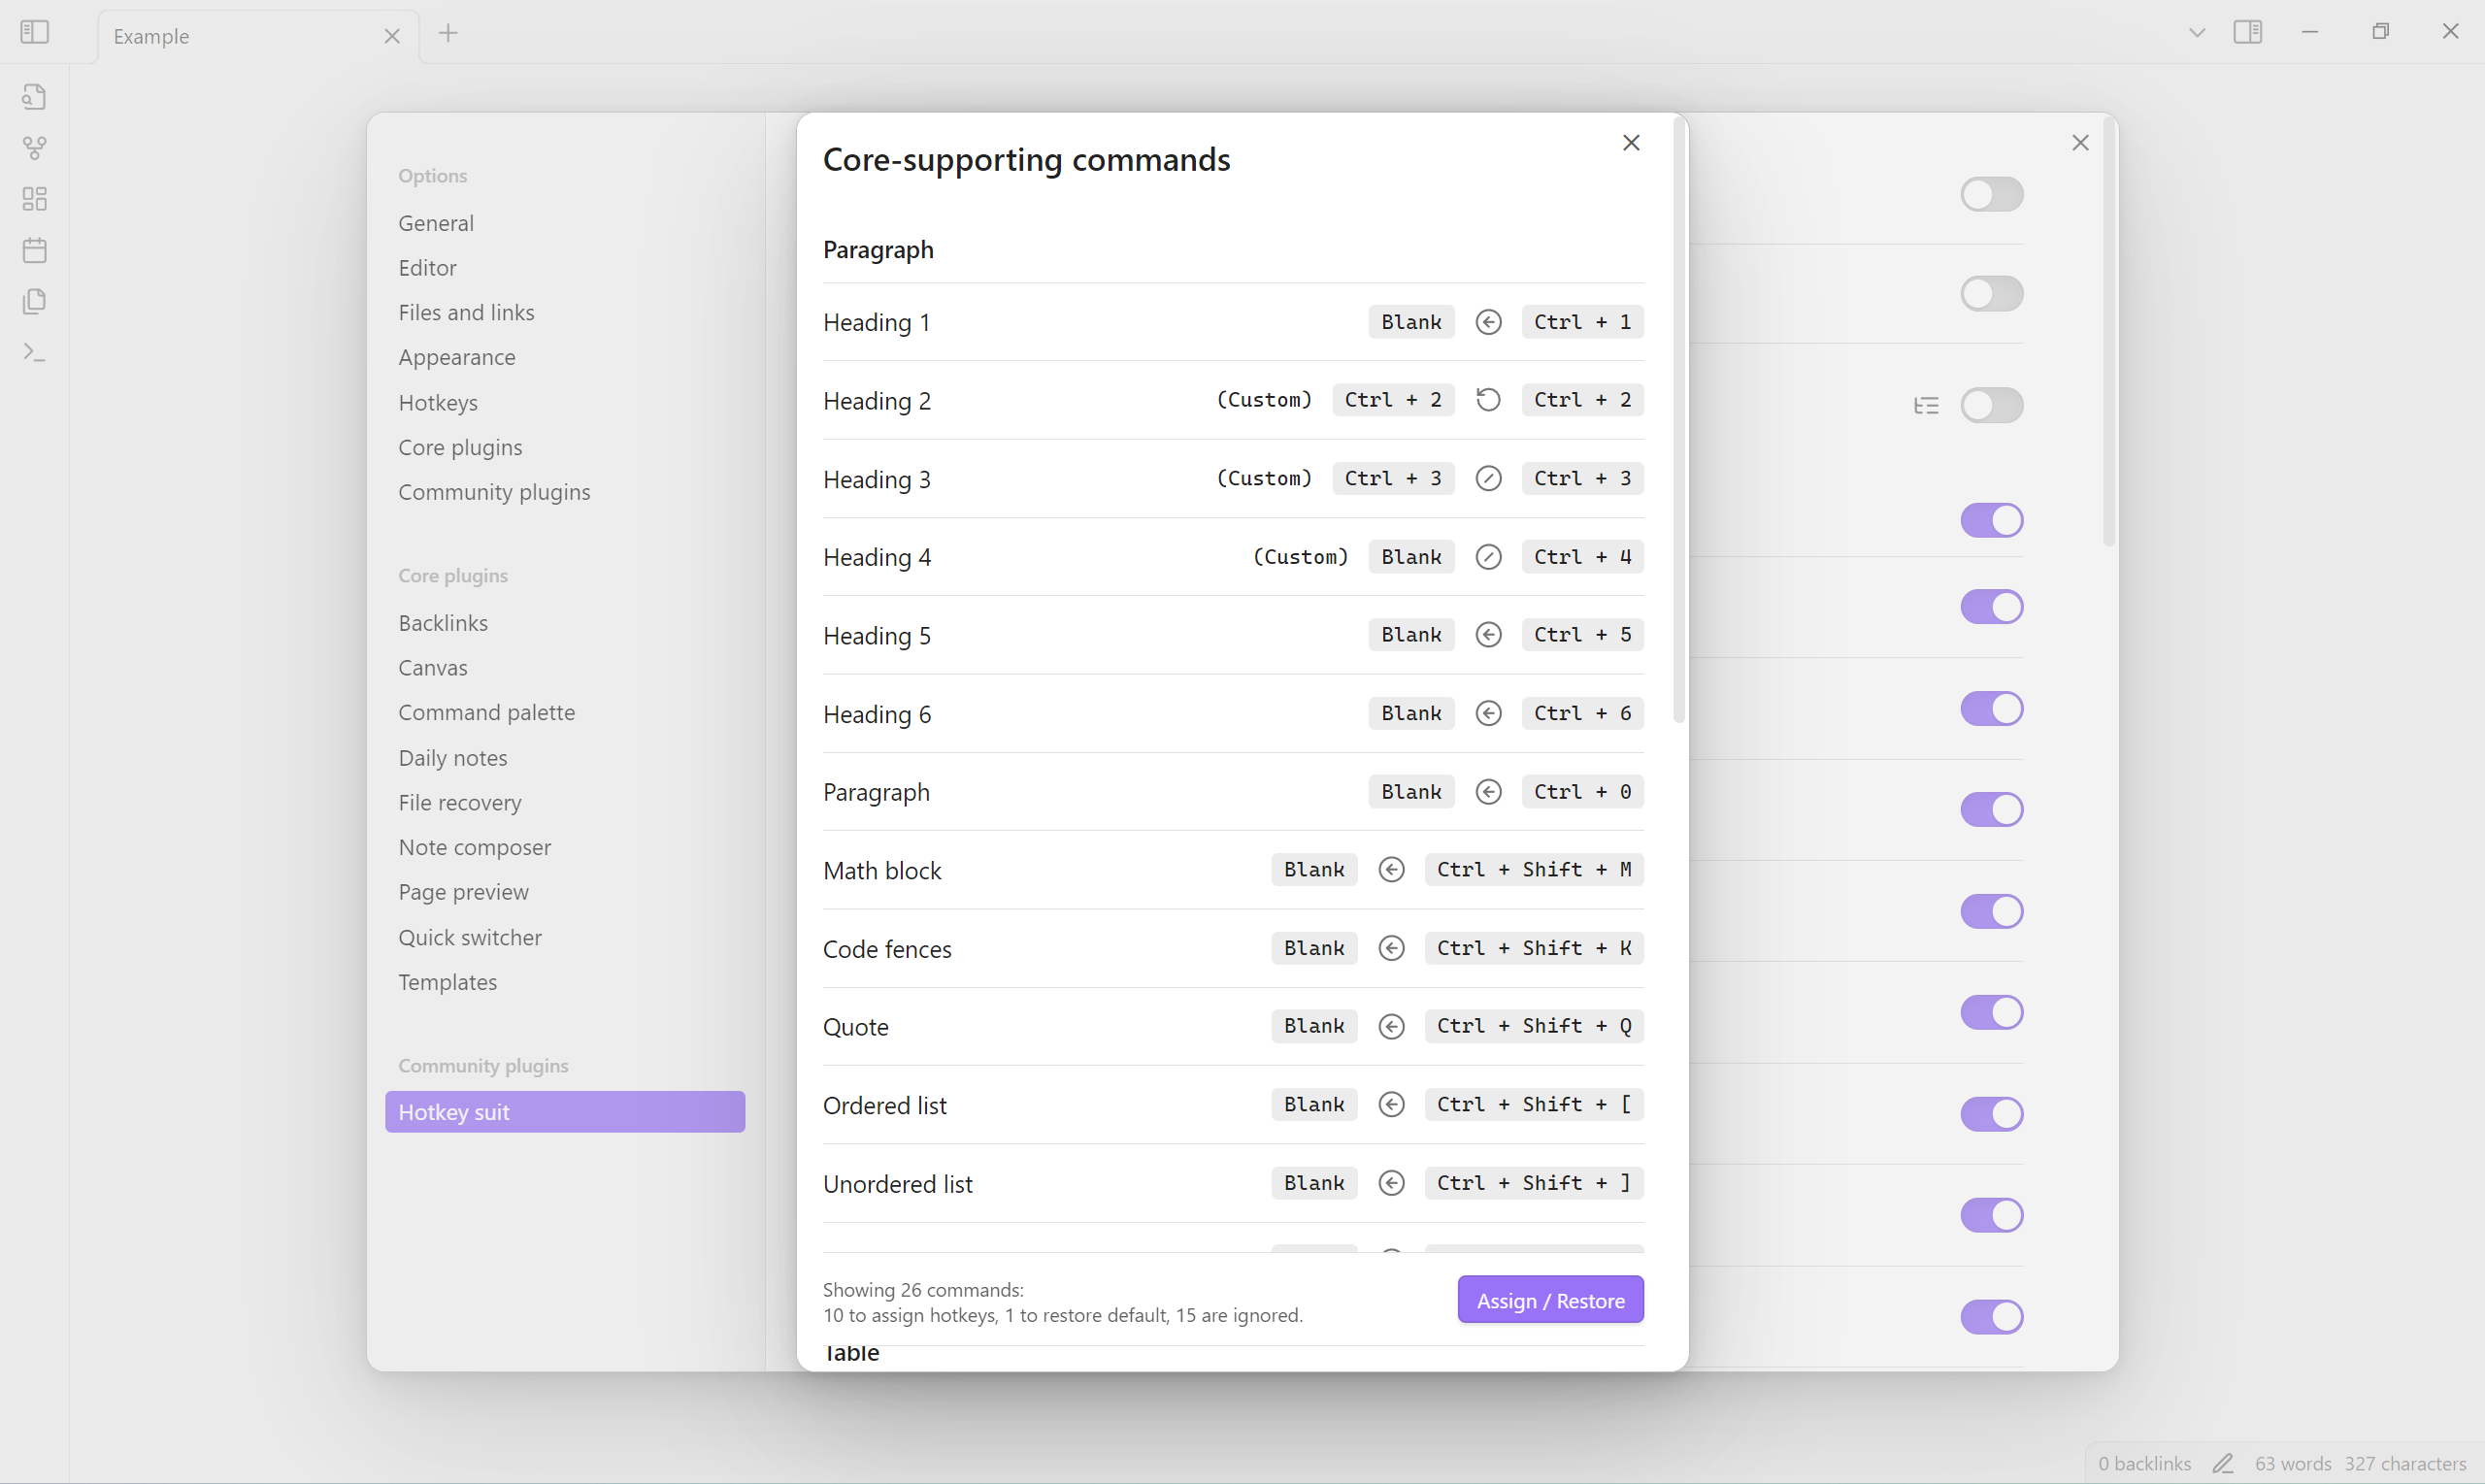 Example
Options
General
Editor
Files and links
Appearance
Hotkeys
Core plugins
Community plugins
Core plugins
Backlinks
Canvas
Command palette
Daily notes
File recovery
Note composer
Page preview
Quick switcher
Templates
Community plugins
Hotkey suit
Core-supporting commands
Paragraph
Heading 1 Blank Ctrl + 1
Heading 2 (Custom) Ctrl + 2 Ctrl + 2
Heading 3 (Custom) Ctrl + 3 Ctrl + 3
Heading 4 (Custom) Blank Ctrl + 4
Heading 5 Blank Ctrl + 5
Heading 6 Blank Ctrl + 6
Paragraph Blank Ctrl + 0
Math block Blank Ctrl + Shift + M
Code fences Blank Ctrl + Shift + K
Quote Blank Ctrl + Shift + Q
Ordered list Blank Ctrl + Shift + [
Unordered list Blank Ctrl + Shift + ]
Showing 26 commands:
10 to assign hotkeys, 1 to restore default, 15 are ignored.
Assign / Restore
Table
0 backlinks 63 words 327 characters